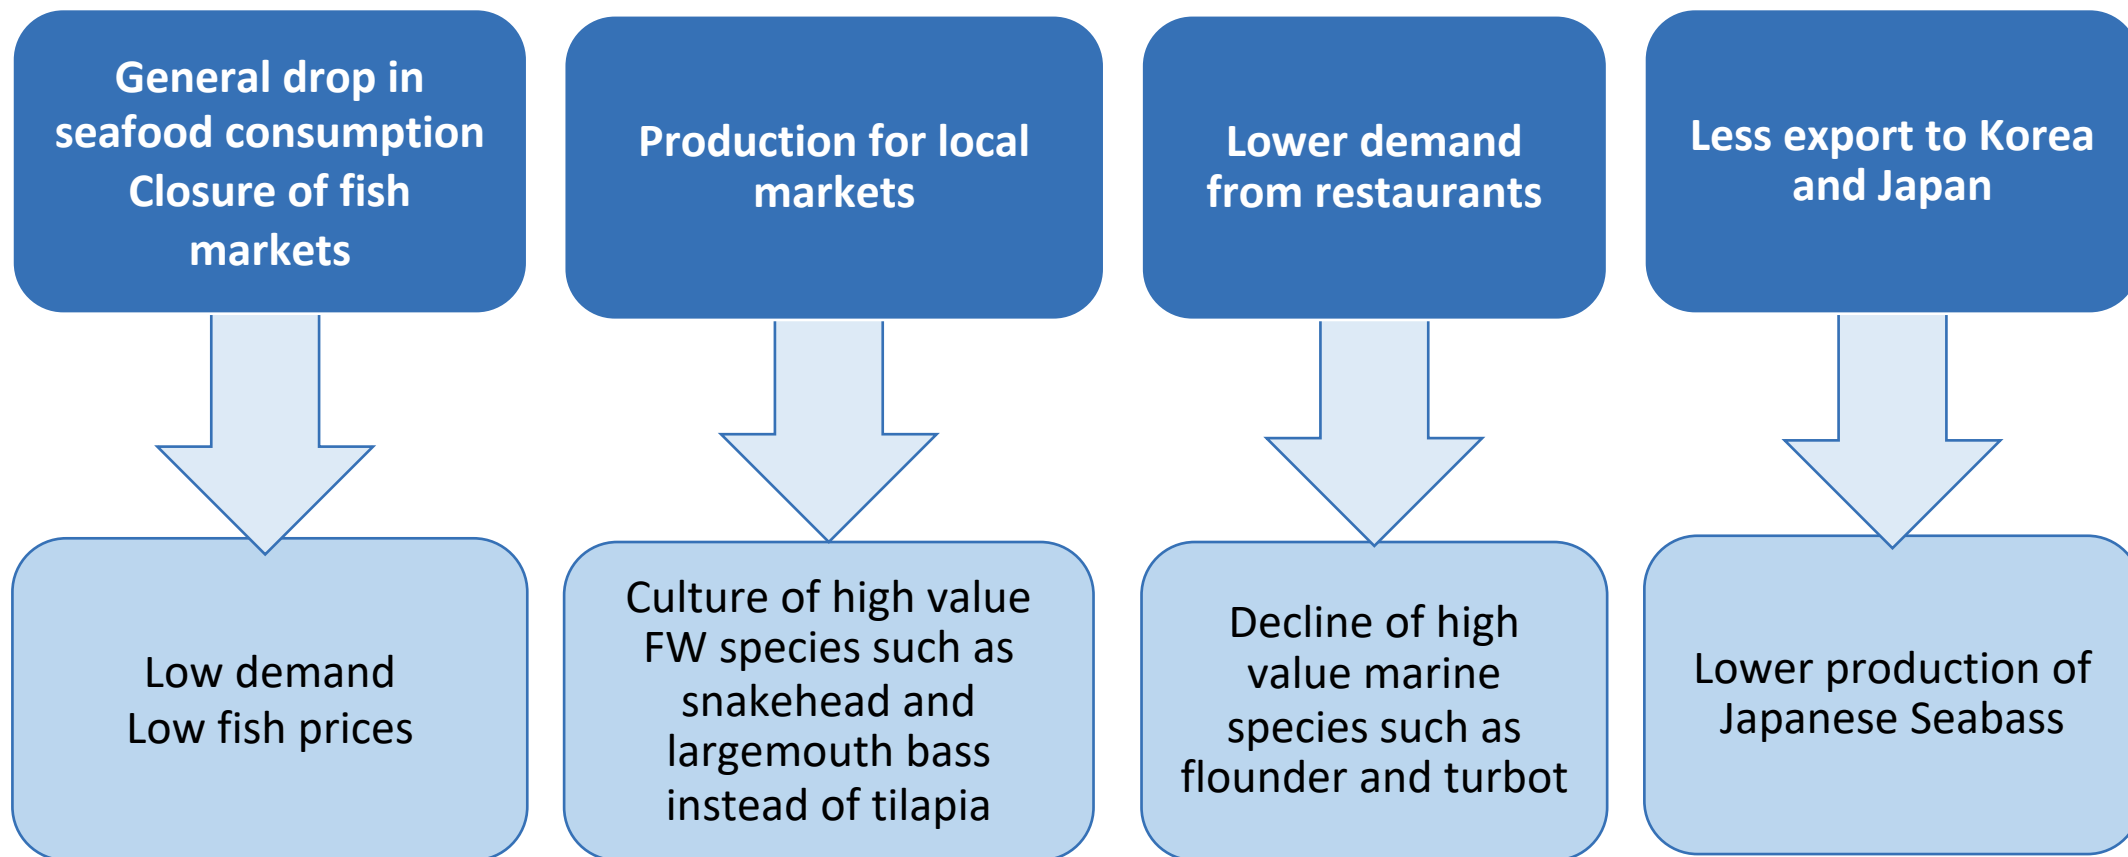 General drop in
seafood consumption
Closure of fish
markets
Production for local
markets
Lower demand
from restaurants
Less export to Korea
and Japan
Low demand
Low fish prices
Culture of high value
FW species such as
snakehead and
largemouth bass
instead of tilapia
Decline of high
value marine
species such as
flounder and turbot
Lower production of
Japanese Seabass